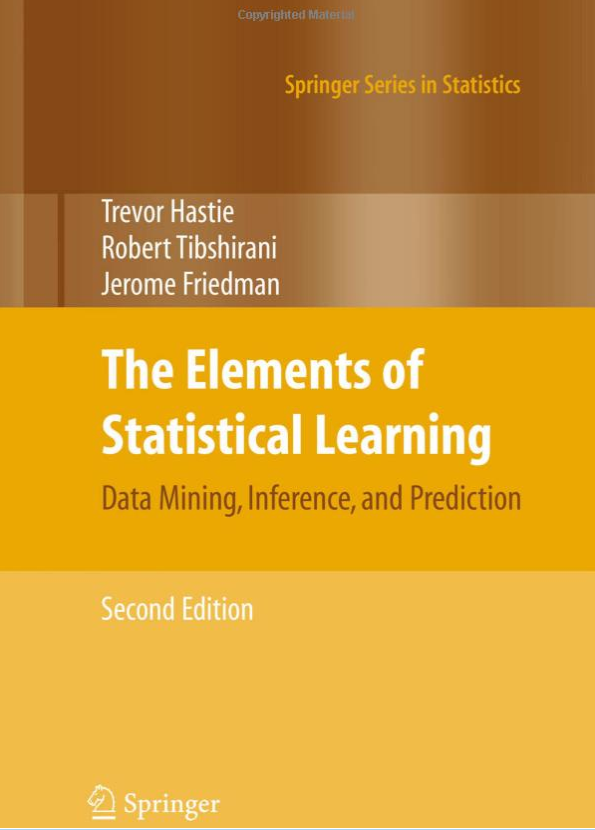 Copyrighted Material
Springer Series in Statistics
Trevor Hastie
Robert Tibshirani
Jerome Friedman
The Elements of
Statistical Learning
Data Mining, Inference, and Prediction
Second Edition
Springer